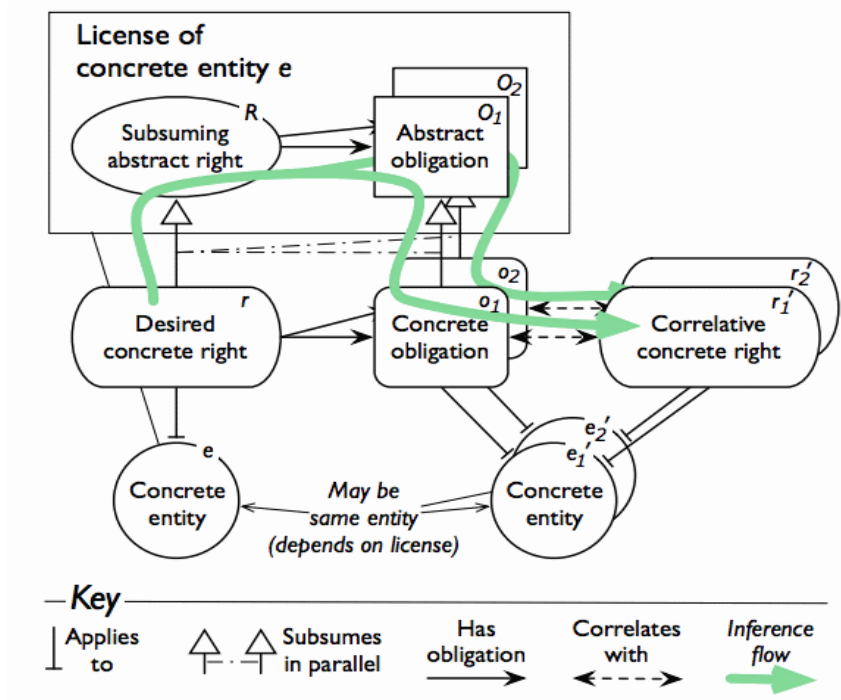 License of
concrete entity e
R
Subsuming
abstract right
O2
O1
Abstract
obligation
r
Desired
concrete right
o2
o1
Concrete
obligation
r2′
r1′
Correlative
concrete right
e
Concrete
entity
May be
same entity
(depends on license)
e2′
e1′
Concrete
entity
Key
Applies
to
Subsumes
in parallel
Has
obligation
Correlates
with
Inference
flow